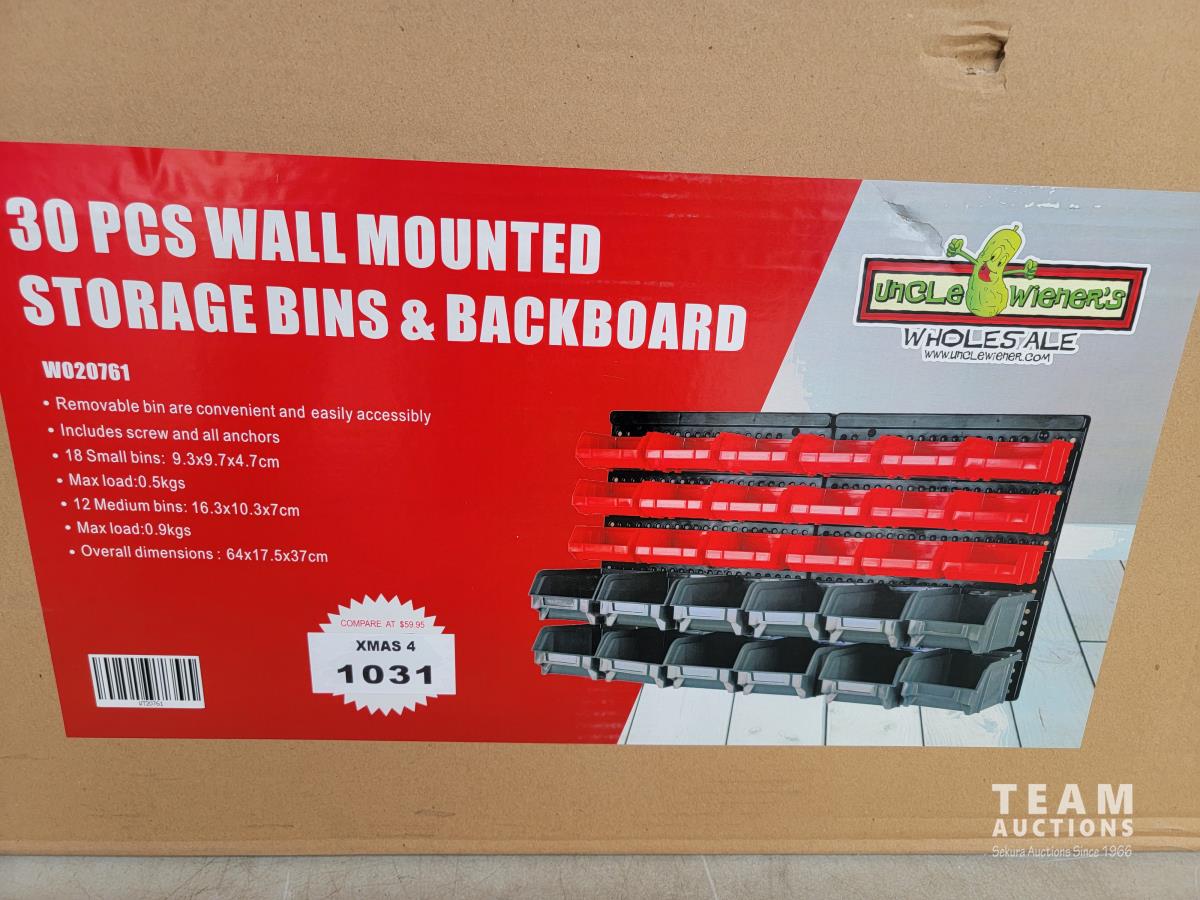 30 PCS WALL MOUNTED
STORAGE BINS & BACKBOARD
WO20761
• Removable bin are convenient and easily accessibly
• Includes screw and all anchors
• 18 Small bins: 9.3x9.7x4.7cm
• Max load:0.5kgs
• 12 Medium bins: 16.3x10.3x7cm
• Max load:0.9kgs
• Overall dimensions : 64x17.5x37cm
UNCLE WIENER'S
WHOLESALE
WWW.UNCLEWIENER.COM
COMPARE AT $59.95
XMAS 4
1031
WT20761
TEAM
AUCTIONS
Sekura Auctions Since 1966